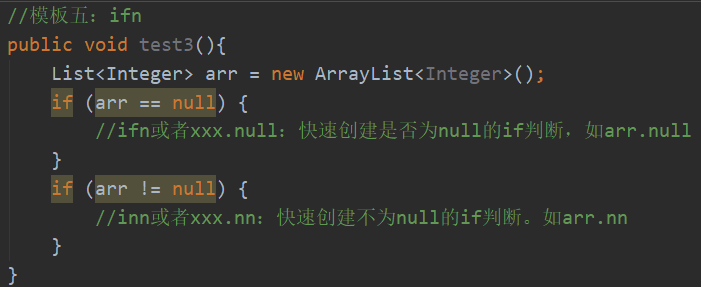 //模板五：ifn
public void test3(){
    List<Integer> arr = new ArrayList<Integer>();
    if (arr == null) {
        //ifn或者xxx.null：快速创建是否为null的if判断，如arr.null
    }
    if (arr != null) {
        //inn或者xxx.nn：快速创建不为null的if判断。如arr.nn
    }
}